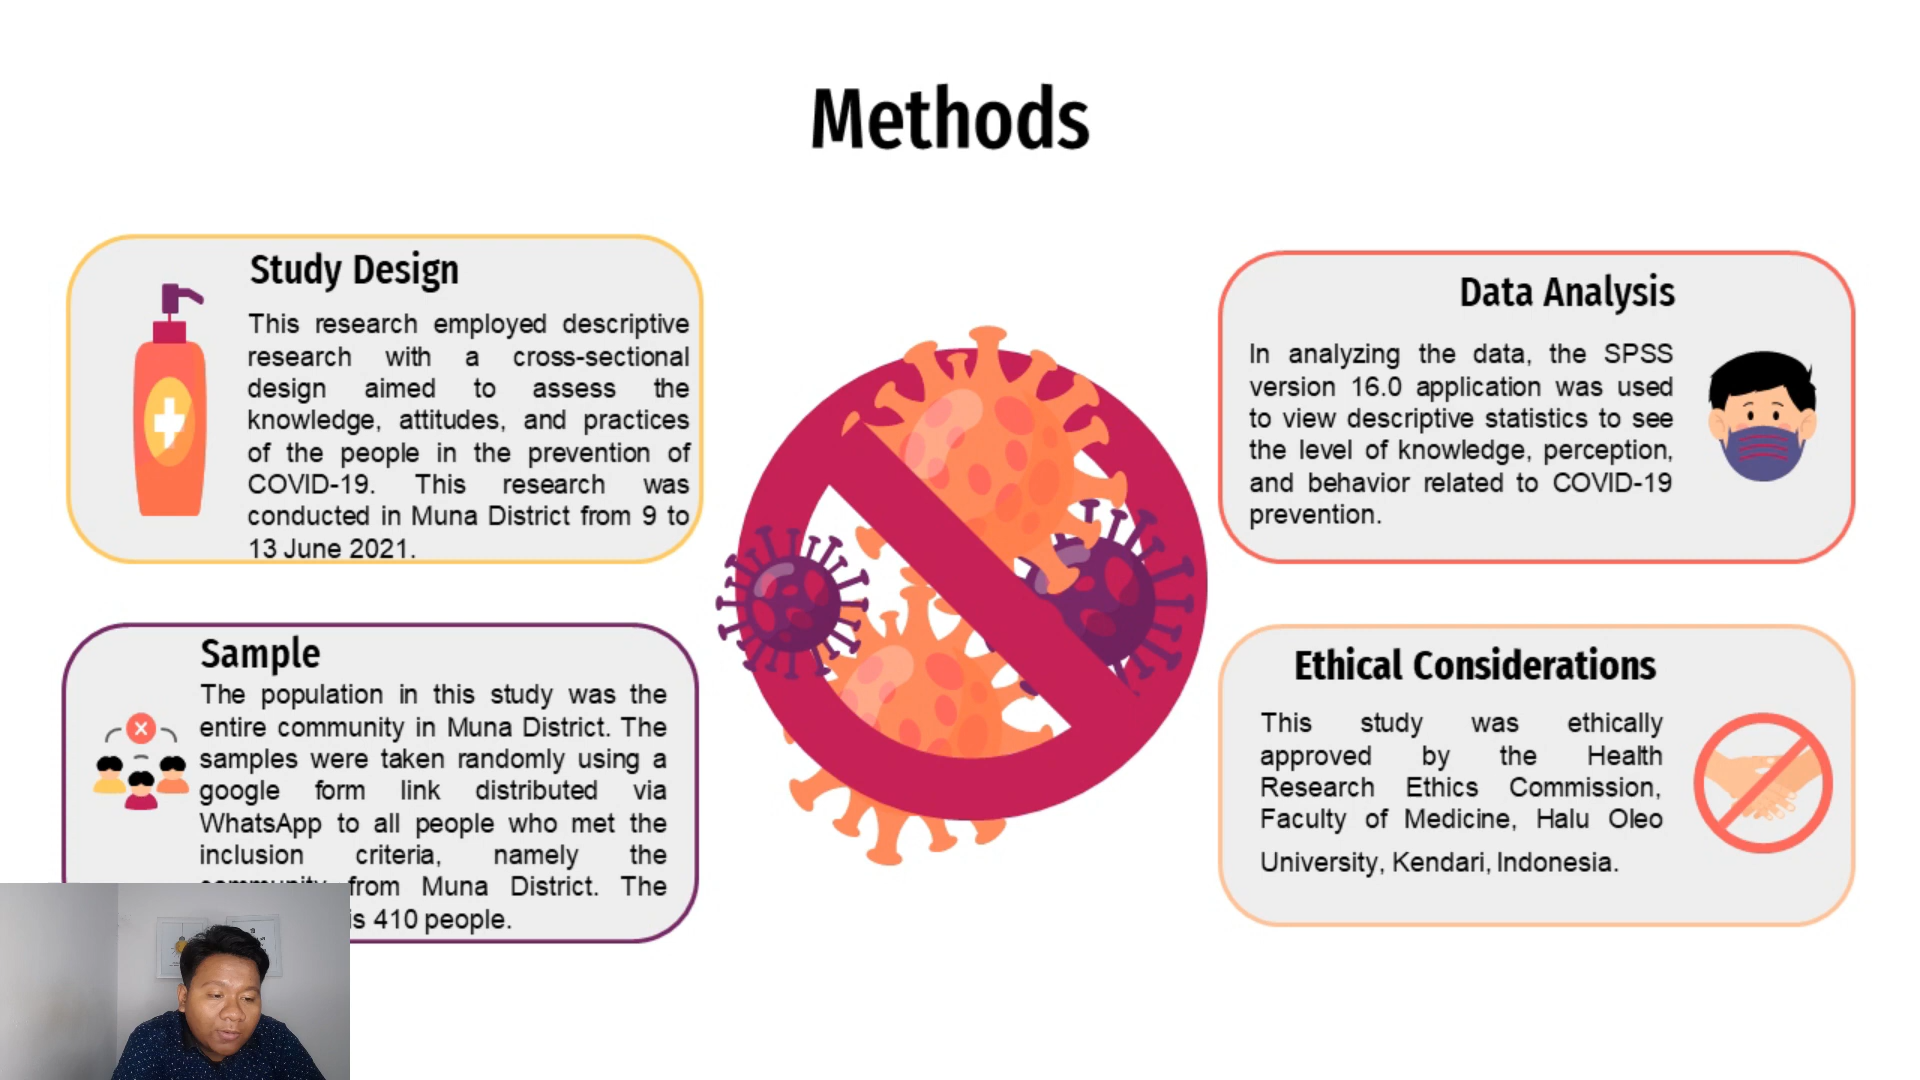 Methods
Study Design
This research employed descriptive
research with a cross-sectional
design aimed to assess the
knowledge, attitudes, and practices
of the people in the prevention of
COVID-19. This research was
conducted in Muna District from 9 to
13 June 2021.
Sample
The population in this study was the
entire community in Muna District. The
samples were taken randomly using a
google form link distributed via
WhatsApp to all people who met the
inclusion criteria, namely the
community from Muna District. The
is 410 people.
Data Analysis
In analyzing the data, the SPSS
version 16.0 application was used
to view descriptive statistics to see
the level of knowledge, perception,
and behavior related to COVID-19
prevention.
Ethical Considerations
This study was ethically
approved by the Health
Research Ethics Commission,
Faculty of Medicine, Halu Oleo
University, Kendari, Indonesia.